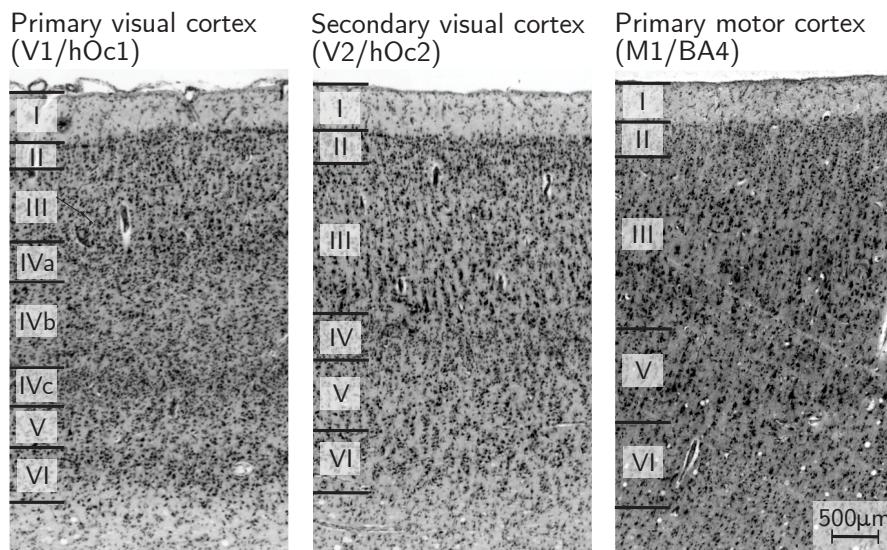 Primary visual cortex
(V1/hOc1)
Secondary visual cortex
(V2/hOc2)
Primary motor cortex
(M1/BA4)
I
II
III
IVa
IVb
IVc
V
VI
I
II
III
IV
V
VI
I
II
III
V
VI
500μm